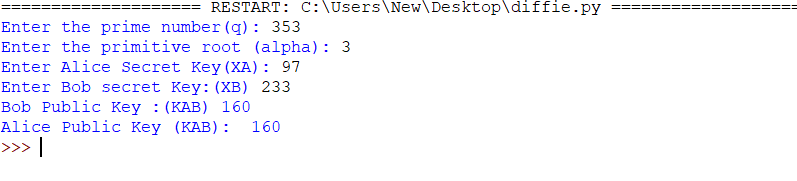 ==================== RESTART: C:\Users\New\Desktop\diffie.py ===================
Enter the prime number(q): 353
Enter the primitive root (alpha): 3
Enter Alice Secret Key(XA): 97
Enter Bob secret Key:(XB) 233
Bob Public Key :(KAB) 160
Alice Public Key (KAB):  160
>>>